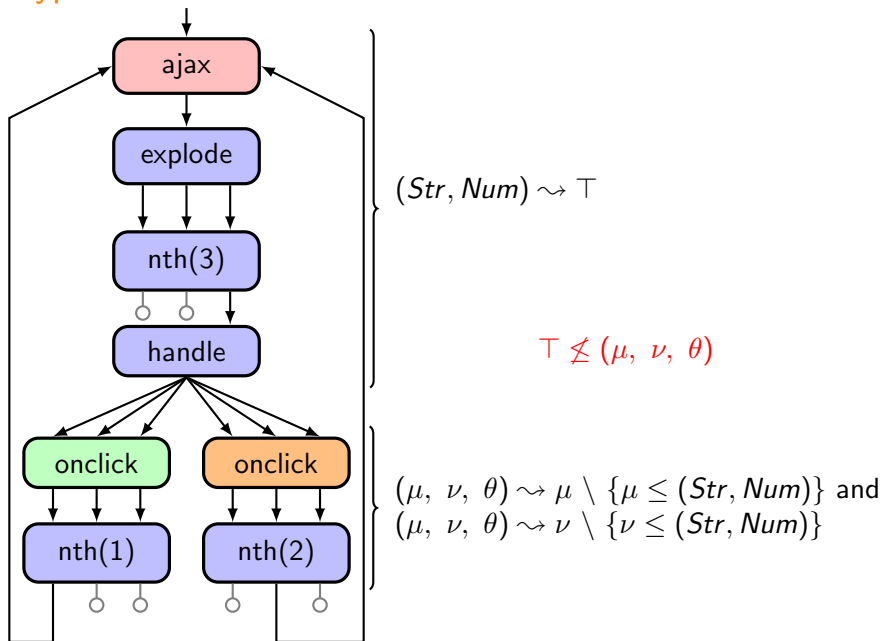 ajax
explode
(Str, Num) ⇝ ⊤
nth(3)
handle
⊤ ≰ (μ, ν, θ)
onclick onclick
(μ, ν, θ) ⇝ μ \ {μ ≤ (Str, Num)} and
(μ, ν, θ) ⇝ ν \ {ν ≤ (Str, Num)}
nth(1) nth(2)